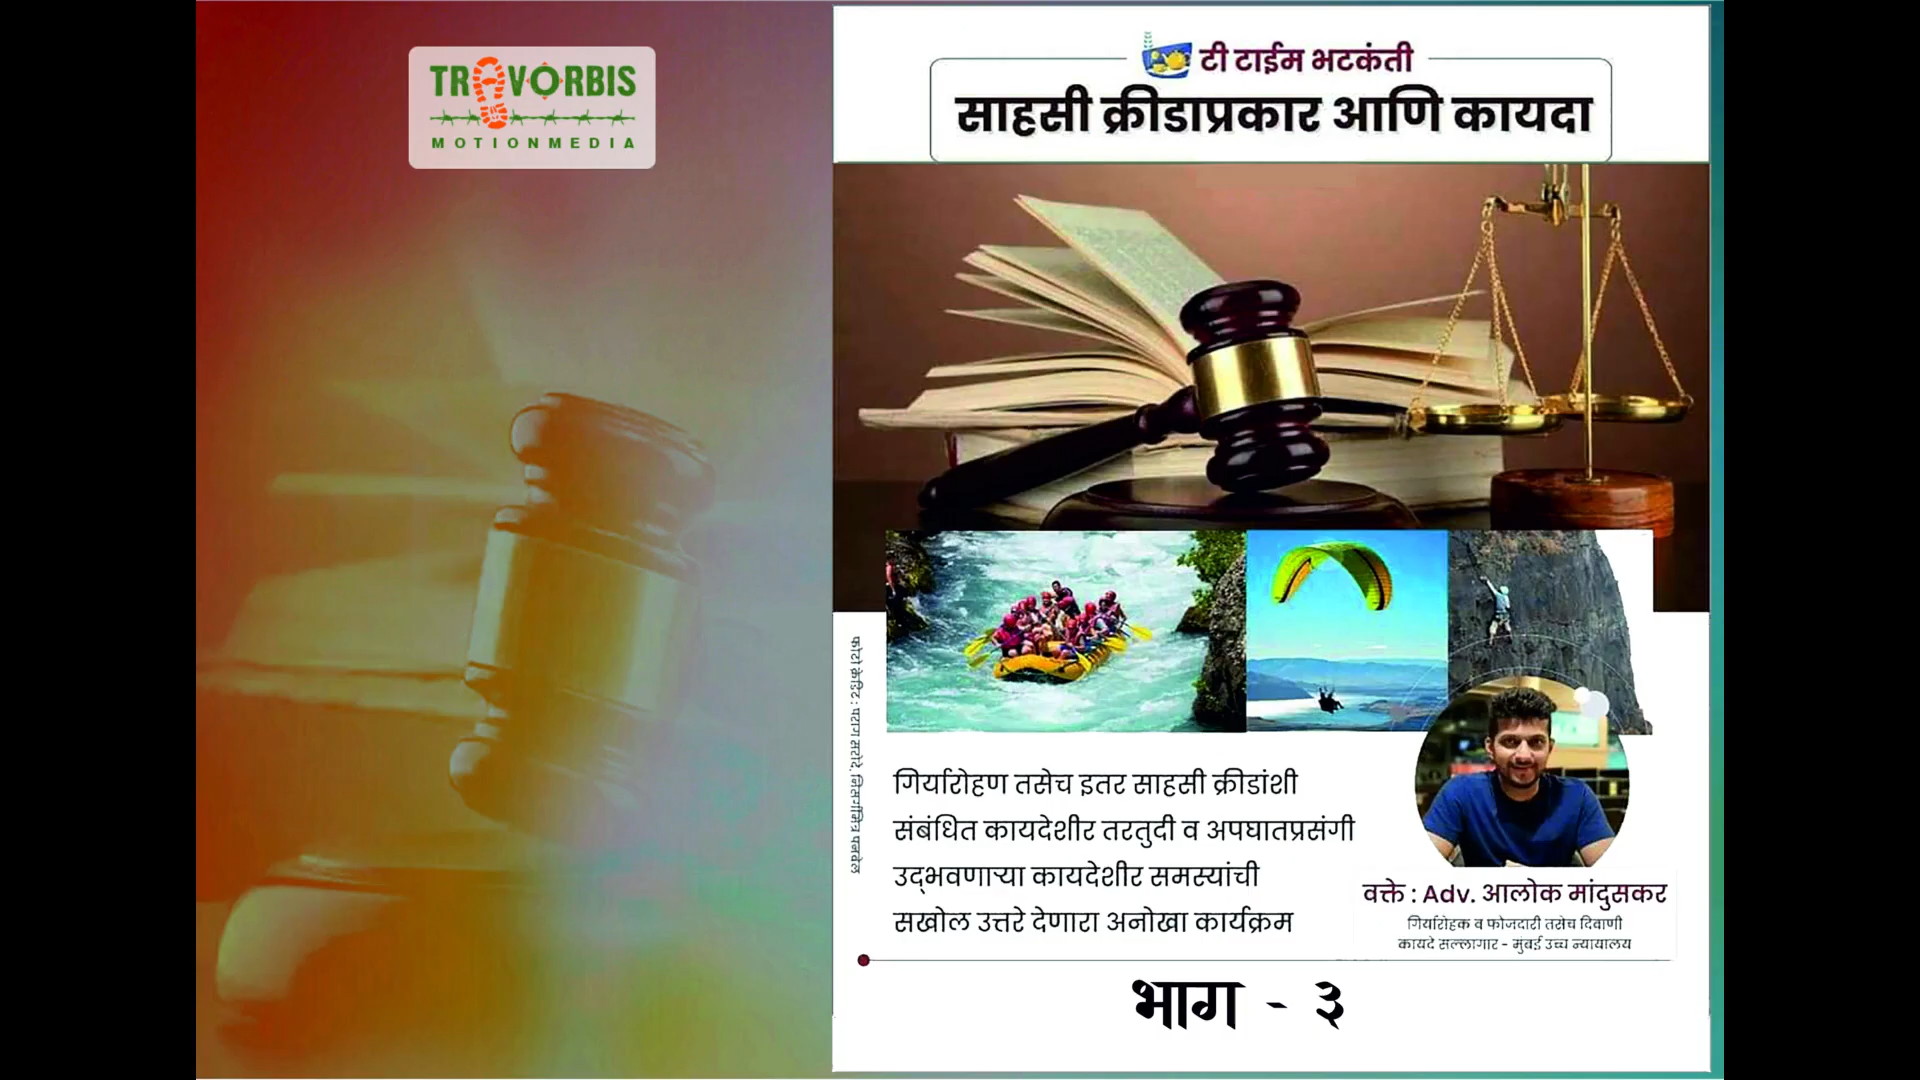 TRAVORBIS
MOTIONMEDIA
टी टाईम भटकंती
साहसी क्रीडाप्रकार आणि कायदा
गिर्यारोहण तसेच इतर साहसी क्रीडांशी
संबंधित कायदेशीर तरतुदी व अपघातप्रसंगी
उद्भवणाऱ्या कायदेशीर समस्यांची
सखोल उत्तरे देणारा अनोखा कार्यक्रम
वक्ते : Adv. आलोक मांदुसकर
गिर्यारोहक व फोजदारी तसेच दिवाणी
कायदे सल्लागार - मुंबई उच्च न्यायालय
भाग - ३
फोटो क्रेडिट :